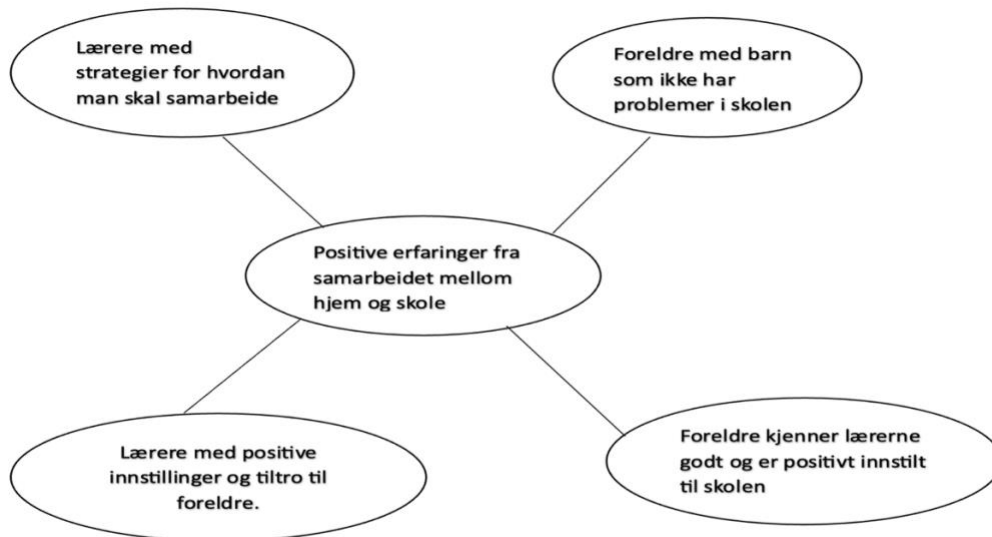 Lærere med
strategier for hvordan
man skal samarbeide
Foreldre med barn
som ikke har
problemer i skolen
Positive erfaringer fra
samarbeidet mellom
hjem og skole
Lærere med positive
innstillinger og tiltro til
foreldre.
Foreldre kjenner lærerne
godt og er positivt innstilt
til skolen